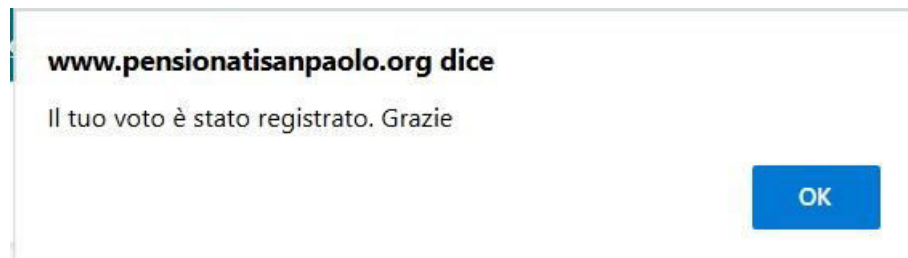 www.pensionatisanpaolo.org dice
Il tuo voto è stato registrato. Grazie
OK